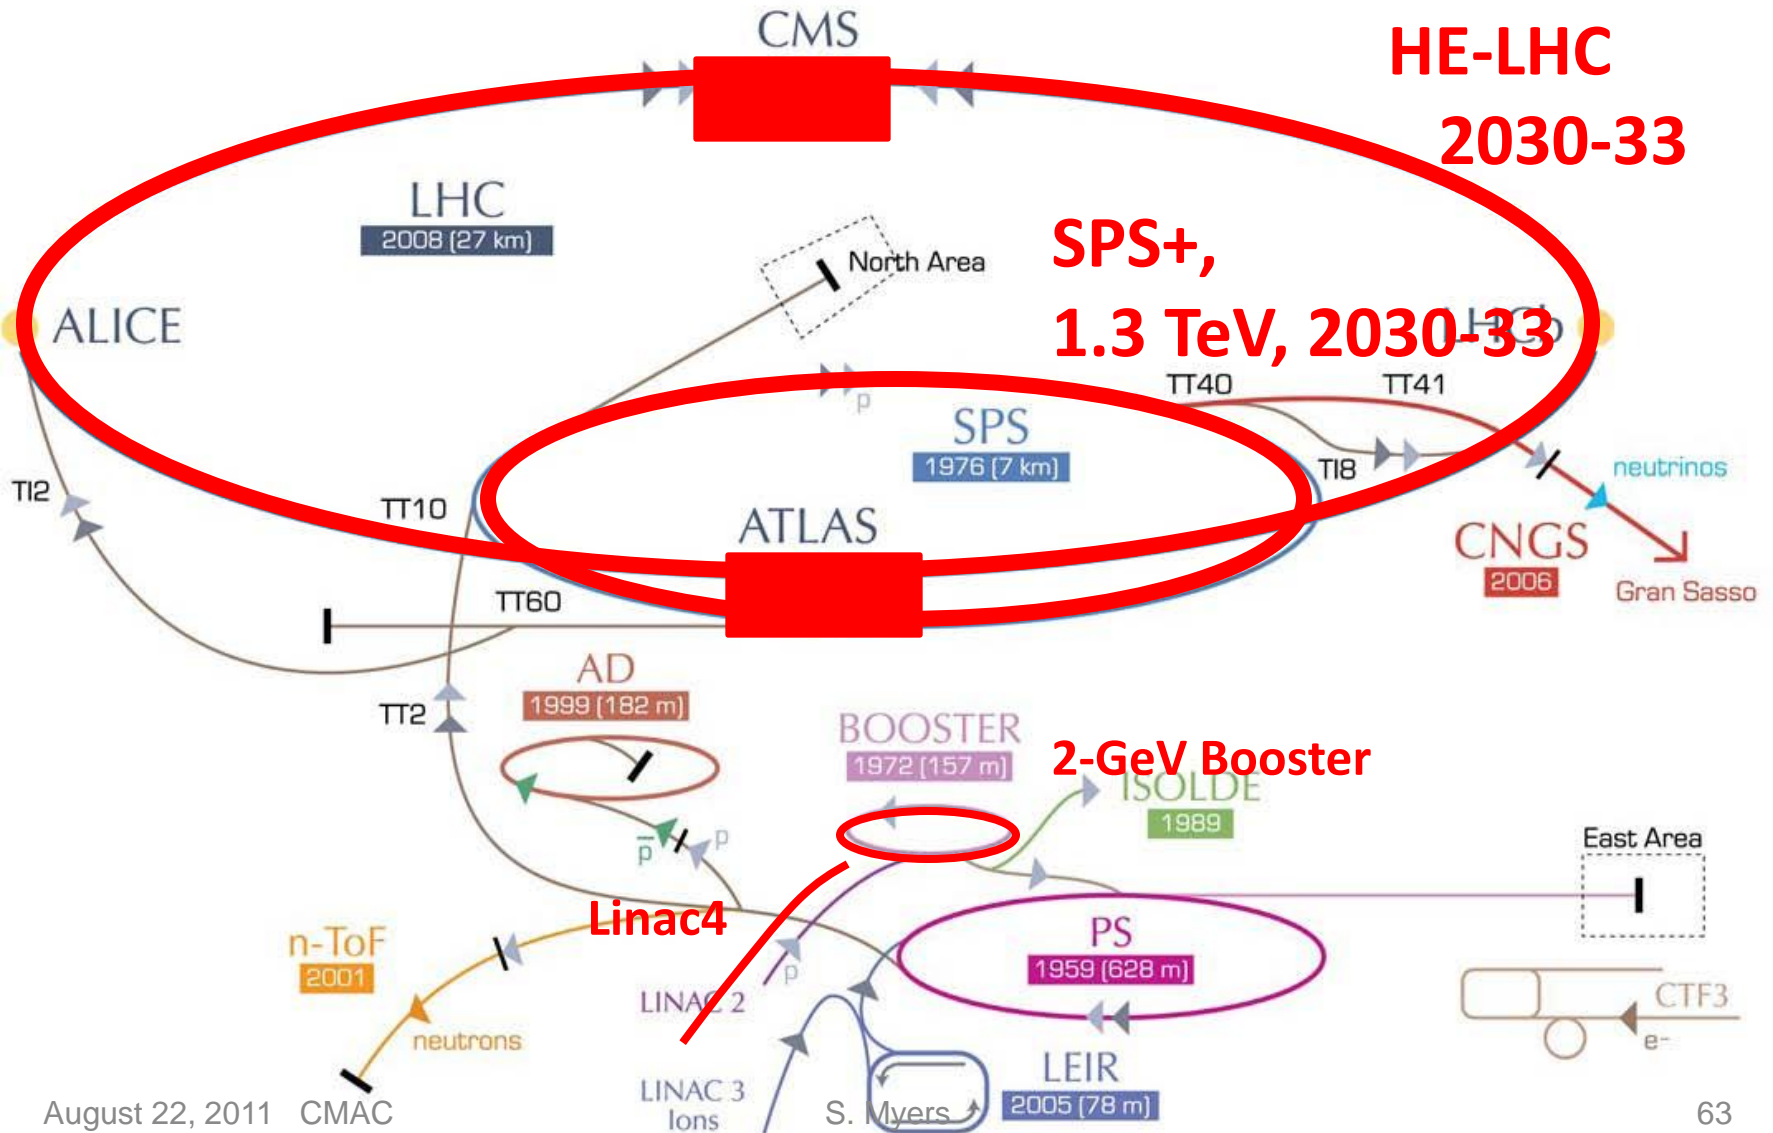 CMS
HE-LHC
2030-33
LHC
2008 (27 km)
North Area
SPS+,
1.3 TeV, 2030-33
ALICE
LHCb
TT40
TT41
p
SPS
1976 (7 km)
TI8
neutrinos
TI2
TT10
ATLAS
CNGS
2006
Gran Sasso
TT60
AD
1999 (182 m)
TT2
BOOSTER
1972 (157 m)
2-GeV Booster
ISOLDE
1989
p
p
East Area
Linac4
n-ToF
2001
PS
1959 (628 m)
p
LINAC 2
CTF3
neutrons
e-
LEIR
2005 (78 m)
LINAC 3
Ions
August 22, 2011 CMAC
S. Myers
63